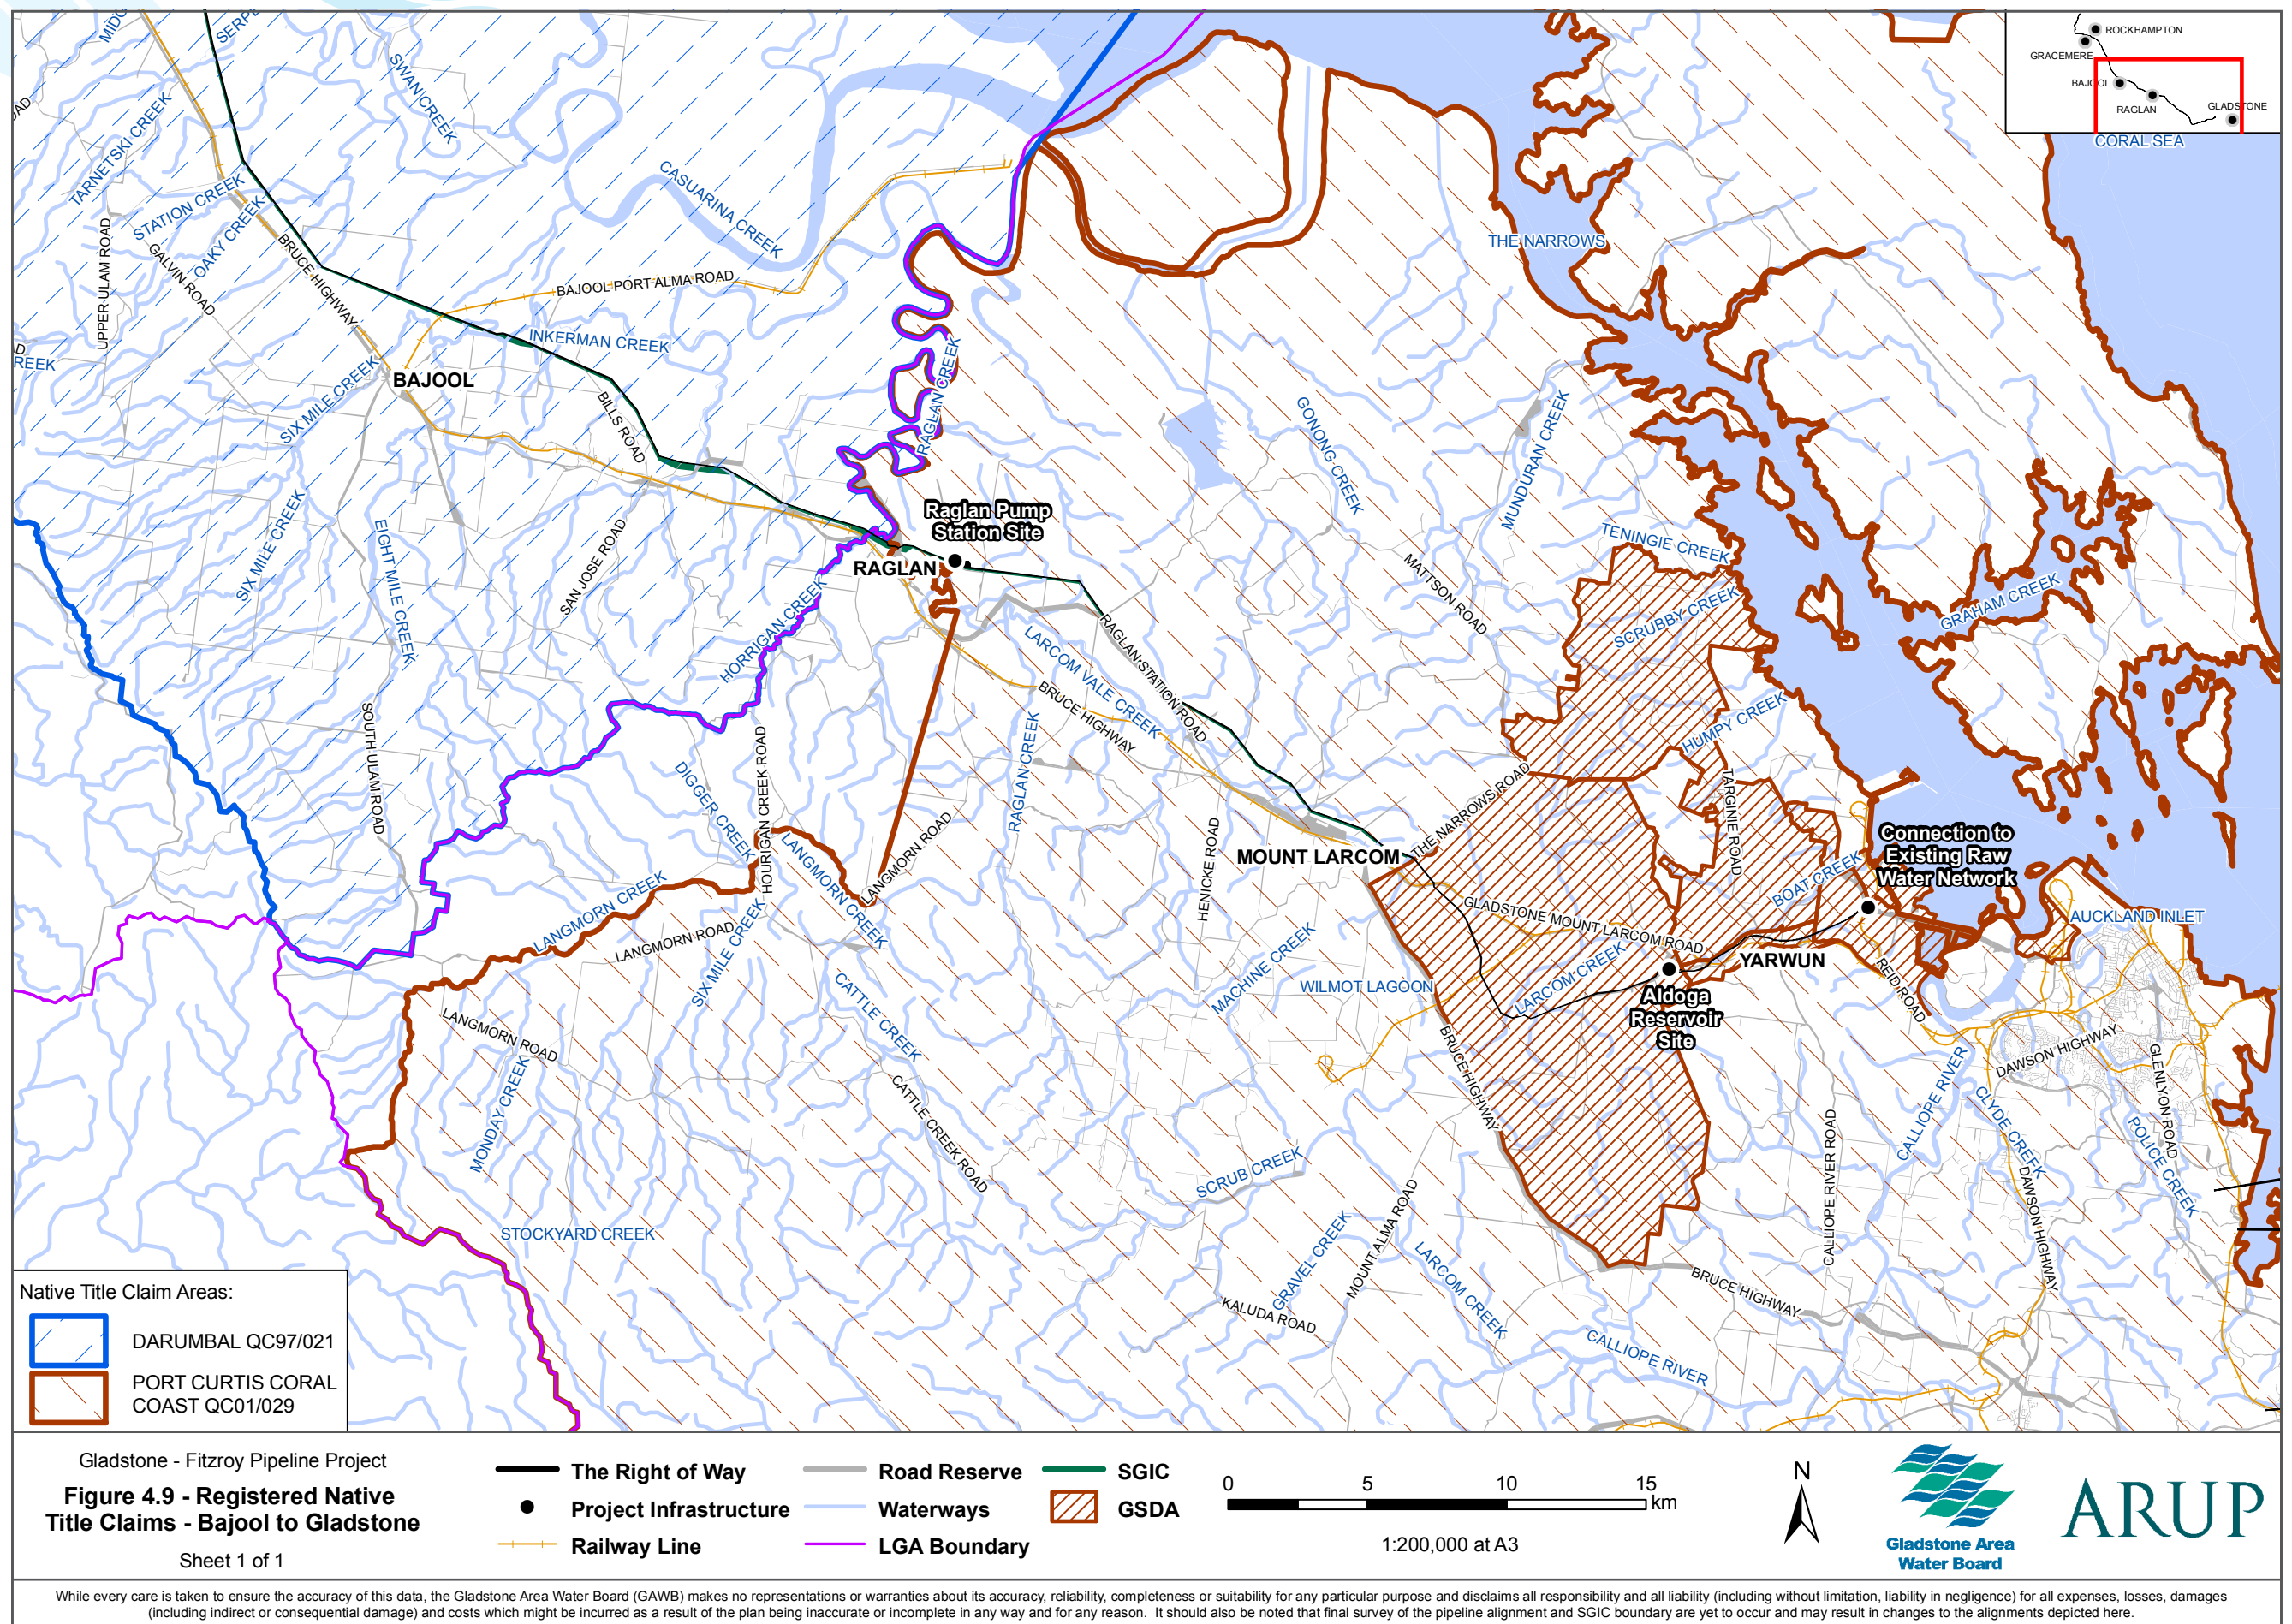 MIDG
SERPE
SWAN CREEK
ROCKHAMPTON
GRACEMERE
BAJOOL
RAGLAN
GLADSTONE
CORAL SEA
OAD
TARNETSKI CREEK
STATION CREEK
OAKY CREEK
UPPER ULAM ROAD
GALVIN ROAD
BRUCE HIGHWAY
CASUARINA CREEK
BAJOOL PORT ALMA ROAD
INKERMAN CREEK
THE NARROWS
D
REEK
SIX MILE CREEK
BAJOOL
BILLS ROAD
RAGLAN CREEK
GONONG CREEK
MUNDURAN CREEK
SIX MILE CREEK
EIGHT MILE CREEK
SAN JOSE ROAD
Raglan Pump
Station Site
RAGLAN
HORRIGAN CREEK
MATTSON ROAD
TENINGIE CREEK
SCRUBBY CREEK
GRAHAM CREEK
LARCOM VALE CREEK
RAGLAN STATION ROAD
BRUCE HIGHWAY
RAGLAN CREEK
HUMPY CREEK
TARGINIE ROAD
SOUTH ULAM ROAD
DIGGER CREEK
HOURIGAN CREEK ROAD
LANGMORN CREEK
LANGMORN ROAD
HENICKE ROAD
MOUNT LARCOM
THE NARROWS ROAD
Connection to
Existing Raw
Water Network
BOAT CREEK
AUCKLAND INLET
LANGMORN CREEK
LANGMORN ROAD
SIX MILE CREEK
GLADSTONE MOUNT LARCOM ROAD
YARWUN
REID ROAD
MACHINE CREEK
WILMOT LAGOON
LARCOM CREEK
Aldoga
Reservoir
Site
CATTLE CREEK
LANGMORN ROAD
MONDAY CREEK
CATTLE CREEK ROAD
BRUCE HIGHWAY
DAWSON HIGHWAY
GLENLYON ROAD
CALLIOPE RIVER
CLYDE CREEK
POLICE CREEK
CALLIOPE RIVER ROAD
DAWSON HIGHWAY
SCRUB CREEK
STOCKYARD CREEK
GRAVEL CREEK
MOUNT ALMA ROAD
LARCOM CREEK
KALUDA ROAD
BRUCE HIGHWAY
CALLIOPE RIVER
Native Title Claim Areas:
DARUMBAL QC97/021
PORT CURTIS CORAL
COAST QC01/029
Gladstone - Fitzroy Pipeline Project
Figure 4.9 - Registered Native
Title Claims - Bajool to Gladstone
Sheet 1 of 1
The Right of Way
Project Infrastructure
Railway Line
Road Reserve
Waterways
LGA Boundary
SGIC
GSDA
0 5 10 15
km
1:200,000 at A3
N
Gladstone Area
Water Board
ARUP
While every care is taken to ensure the accuracy of this data, the Gladstone Area Water Board (GAWB) makes no representations or warranties about its accuracy, reliability, completeness or suitability for any particular purpose and disclaims all responsibility and all liability (including without limitation, liability in negligence) for all expenses, losses, damages
(including indirect or consequential damage) and costs which might be incurred as a result of the plan being inaccurate or incomplete in any way and for any reason. It should also be noted that final survey of the pipeline alignment and SGIC boundary are yet to occur and may result in changes to the alignments depicted here.